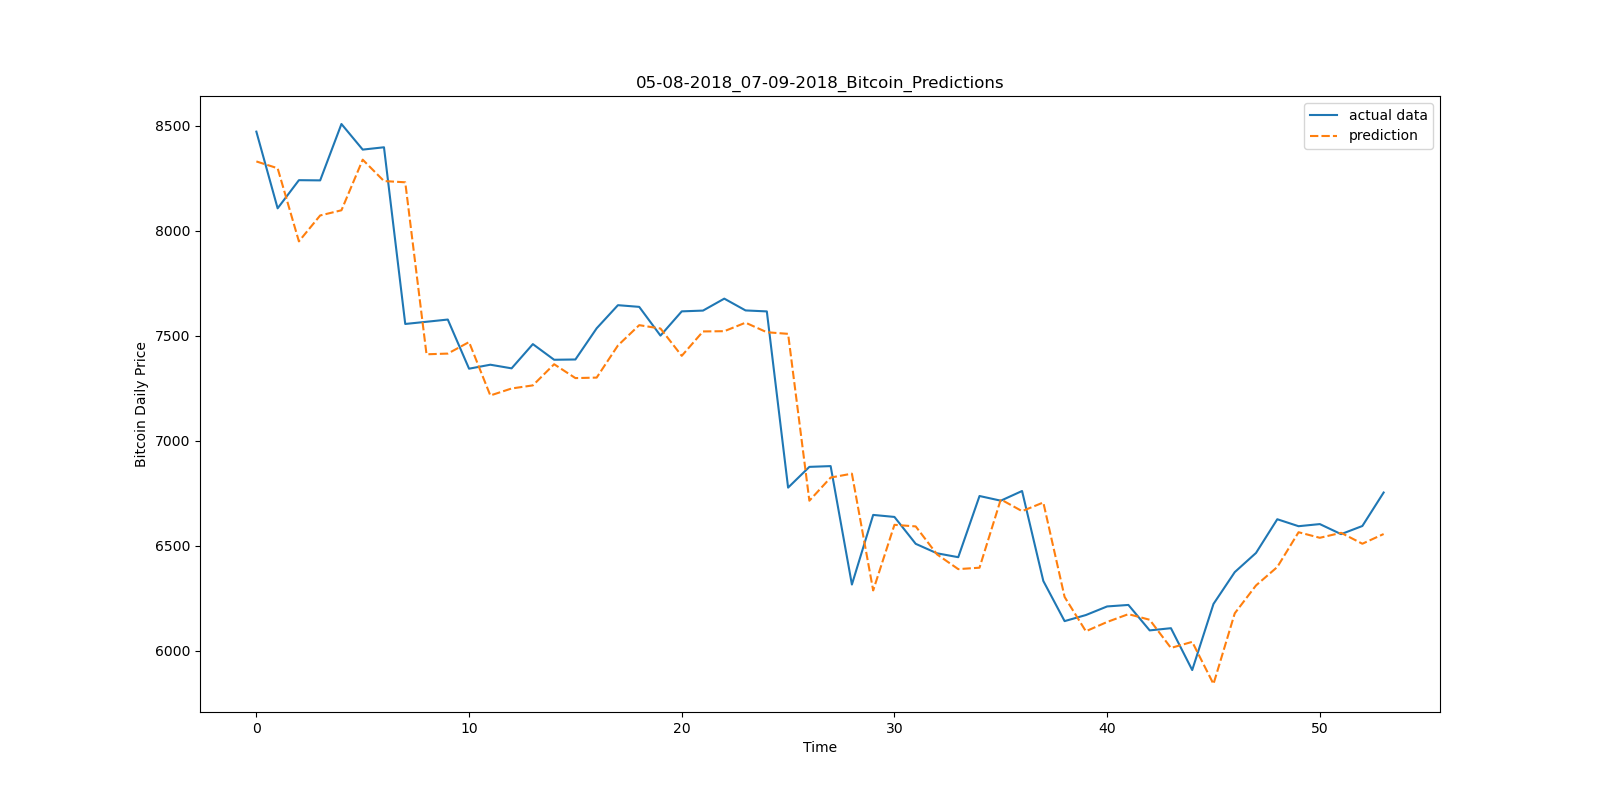 05-08-2018_07-09-2018_Bitcoin_Predictions
actual data
prediction
8500
8000
7500
7000
6500
6000
Bitcoin Daily Price
0 10 20 30 40 50
Time